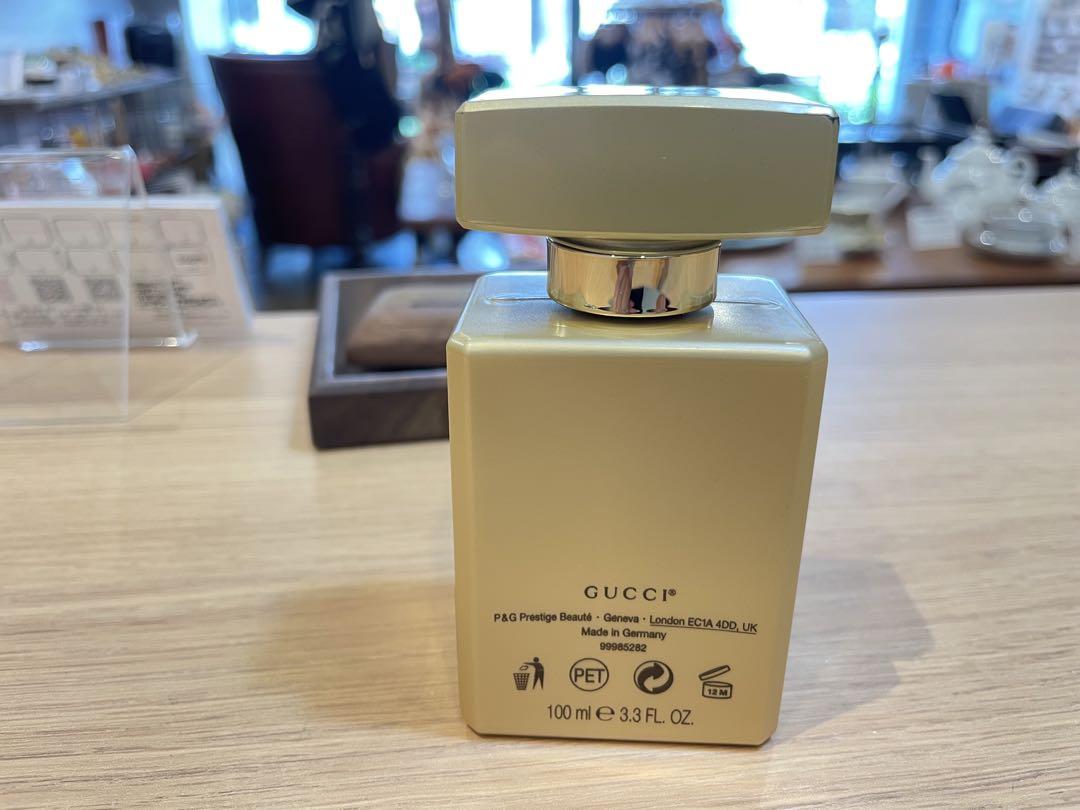 GUCCI®
P&G Prestige Beauté · Geneva · London EC1A 4DD, UK
Made in Germany
99985282
PET
12 M
100 ml ℮ 3.3 FL. OZ.